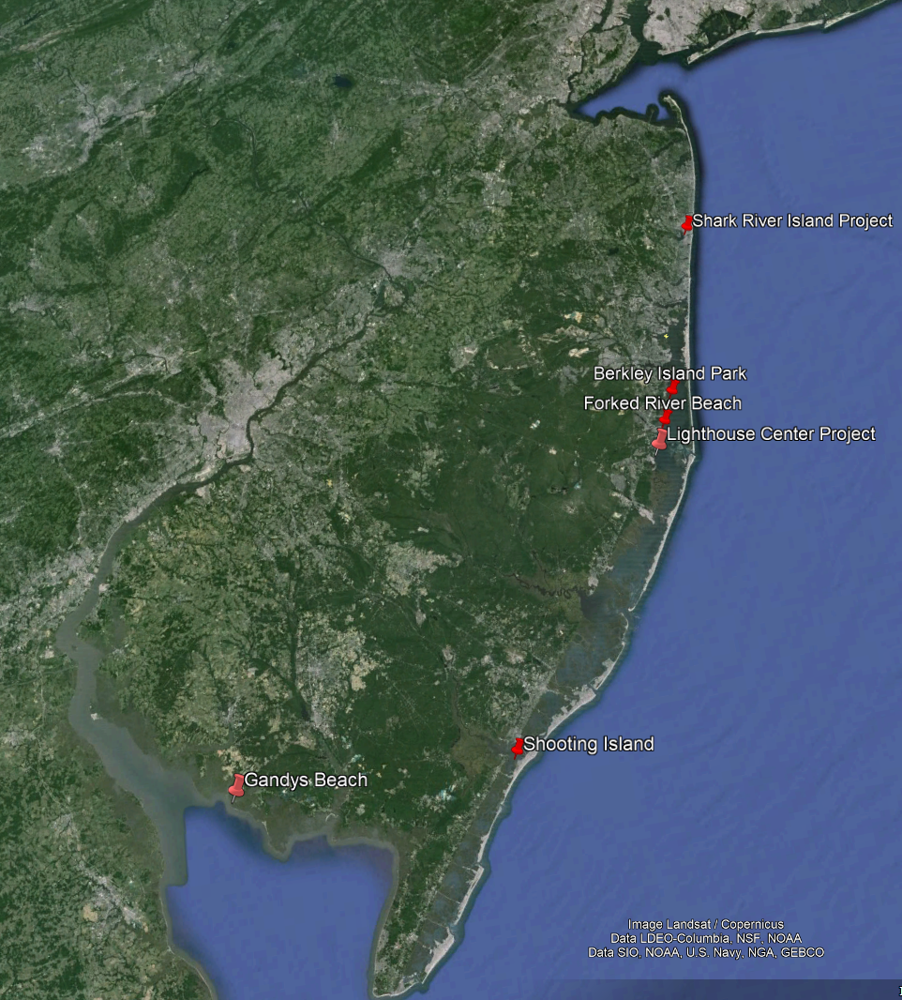 Shark River Island Project
Berkley Island Park
Forked River Beach
Lighthouse Center Project
Shooting Island
Gandys Beach
Image Landsat / Copernicus
Data LDEO-Columbia, NSF, NOAA
Data SIO, NOAA, U.S. Navy, NGA, GEBCO